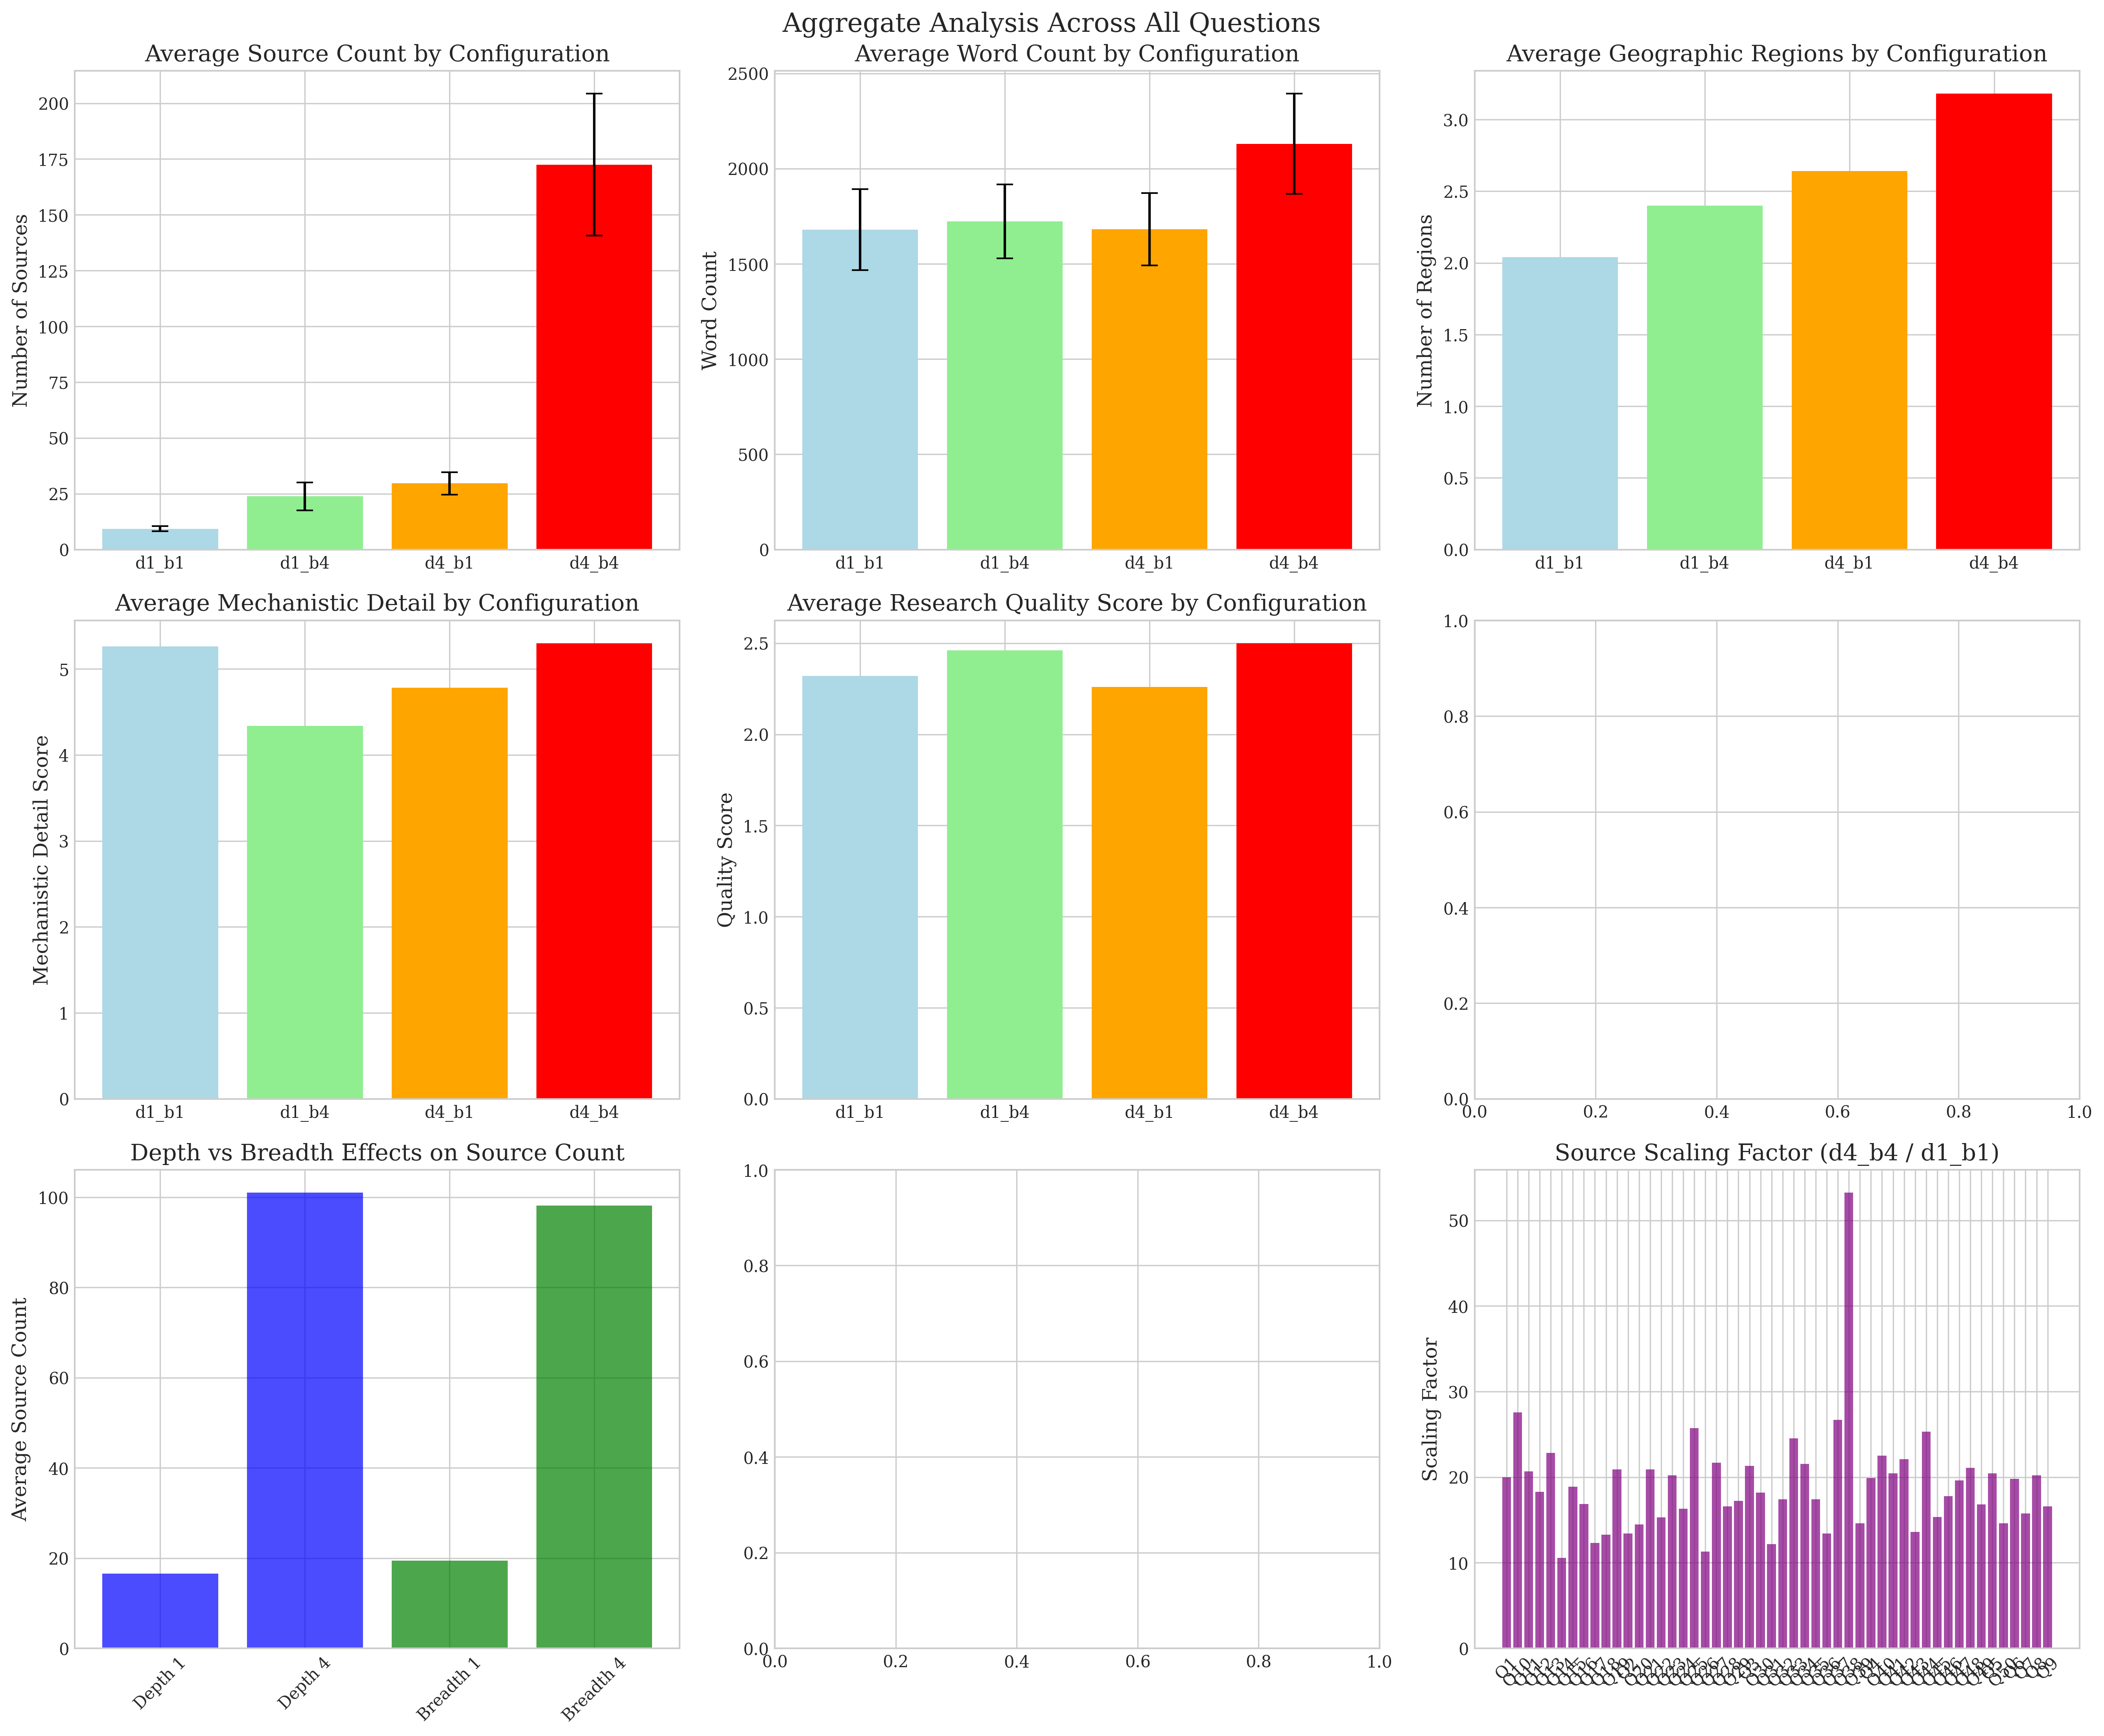 Aggregate Analysis Across All Questions
Average Source Count by Configuration
Number of Sources
200
175
150
125
100
75
50
25
0
d1_b1 d1_b4 d4_b1 d4_b4
Average Word Count by Configuration
Word Count
2500
2000
1500
1000
500
0
d1_b1 d1_b4 d4_b1 d4_b4
Average Geographic Regions by Configuration
Number of Regions
3.0
2.5
2.0
1.5
1.0
0.5
0.0
d1_b1 d1_b4 d4_b1 d4_b4
Average Mechanistic Detail by Configuration
Mechanistic Detail Score
5
4
3
2
1
0
d1_b1 d1_b4 d4_b1 d4_b4
Average Research Quality Score by Configuration
Quality Score
2.5
2.0
1.5
1.0
0.5
0.0
d1_b1 d1_b4 d4_b1 d4_b4
1.0
0.8
0.6
0.4
0.2
0.0
0.0 0.2 0.4 0.6 0.8 1.0
Depth vs Breadth Effects on Source Count
Average Source Count
100
80
60
40
20
0
Depth 1 Depth 4 Breadth 1 Breadth 4
1.0
0.8
0.6
0.4
0.2
0.0
0.0 0.2 0.4 0.6 0.8 1.0
Source Scaling Factor (d4_b4 / d1_b1)
Scaling Factor
50
40
30
20
10
0
Q1 Q8 Q9